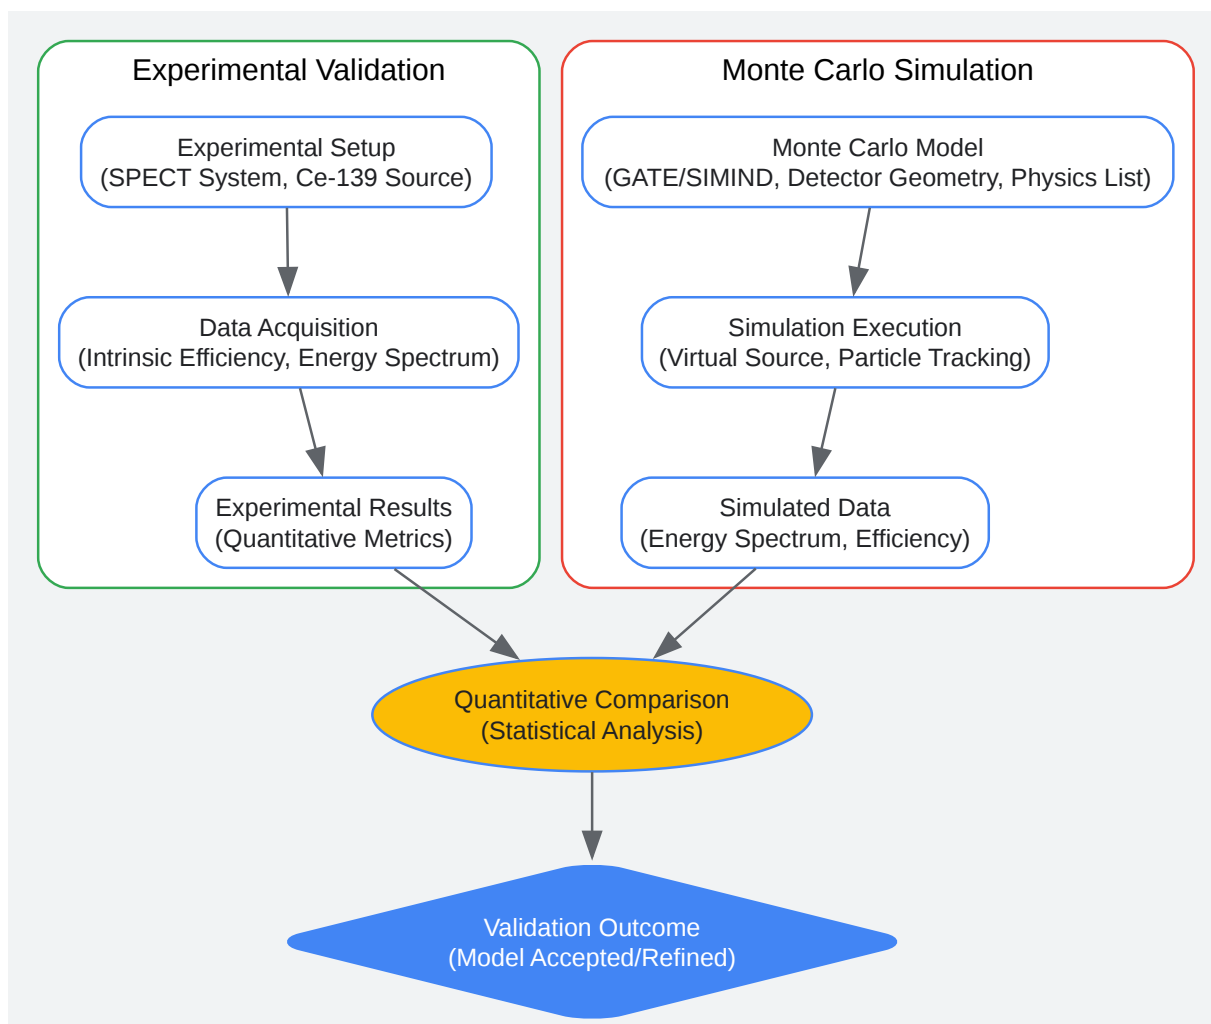 Experimental Validation
Experimental Setup
(SPECT System, Ce-139 Source)
Data Acquisition
(Intrinsic Efficiency, Energy Spectrum)
Experimental Results
(Quantitative Metrics)
Monte Carlo Simulation
Monte Carlo Model
(GATE/SIMIND, Detector Geometry, Physics List)
Simulation Execution
(Virtual Source, Particle Tracking)
Simulated Data
(Energy Spectrum, Efficiency)
Quantitative Comparison
(Statistical Analysis)
Validation Outcome
(Model Accepted/Refined)